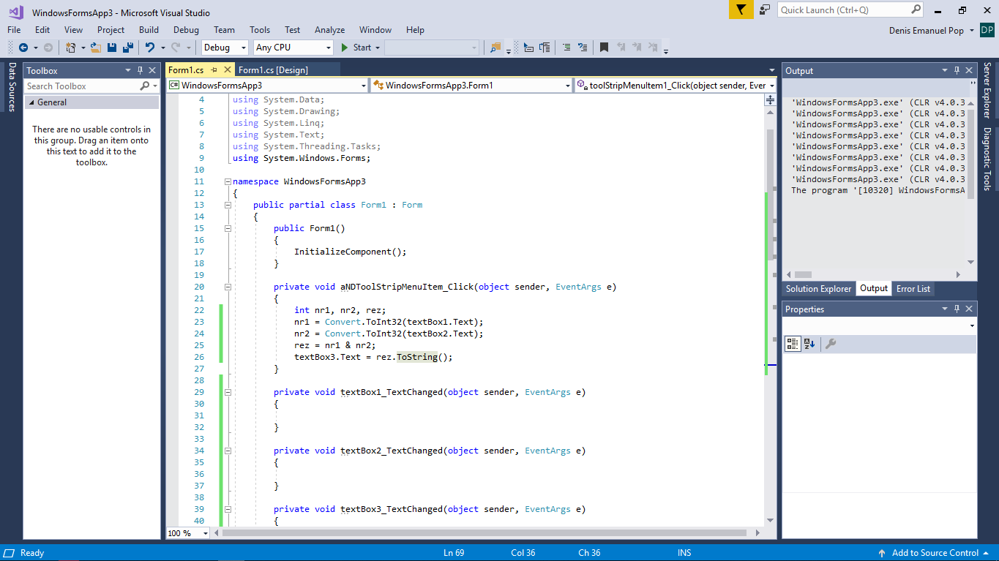 WindowsFormsApp3 - Microsoft Visual Studio
Quick Launch (Ctrl+Q)
File Edit View Project Build Debug Team Tools Test Analyze Window Help
Denis Emanuel Pop DP
Debug Any CPU Start
Data Sources
Toolbox
Search Toolbox
General
There are no usable controls in
this group. Drag an item onto
this text to add it to the
toolbox.
Form1.cs Form1.cs [Design]
C# WindowsFormsApp3 WindowsFormsApp3.Form1 toolStripMenuItem1_Click(object sender, Ever
4 using System.Data;
5 using System.Drawing;
6 using System.Linq;
7 using System.Text;
8 using System.Threading.Tasks;
9 using System.Windows.Forms;
10
11 namespace WindowsFormsApp3
12 {
13 public partial class Form1 : Form
14 {
15 public Form1()
16 {
17 InitializeComponent();
18 }
19
20 private void aNDToolStripMenuItem_Click(object sender, EventArgs e)
21 {
22 int nr1, nr2, rez;
23 nr1 = Convert.ToInt32(textBox1.Text);
24 nr2 = Convert.ToInt32(textBox2.Text);
25 rez = nr1 & nr2;
26 textBox3.Text = rez.ToString();
27 }
28
29 private void textBox1_TextChanged(object sender, EventArgs e)
30 {
31
32 }
33
34 private void textBox2_TextChanged(object sender, EventArgs e)
35 {
36
37 }
38
39 private void textBox3_TextChanged(object sender, EventArgs e)
40 {
100 %
Output
'WindowsFormsApp3.exe' (CLR v4.0.3
'WindowsFormsApp3.exe' (CLR v4.0.3
'WindowsFormsApp3.exe' (CLR v4.0.3
'WindowsFormsApp3.exe' (CLR v4.0.3
'WindowsFormsApp3.exe' (CLR v4.0.3
'WindowsFormsApp3.exe' (CLR v4.0.3
'WindowsFormsApp3.exe' (CLR v4.0.3
'WindowsFormsApp3.exe' (CLR v4.0.3
The program '[10320] WindowsFormsA
Solution Explorer Output Error List
Properties
Server Explorer
Diagnostic Tools
Ready Ln 69 Col 36 Ch 36 INS Add to Source Control